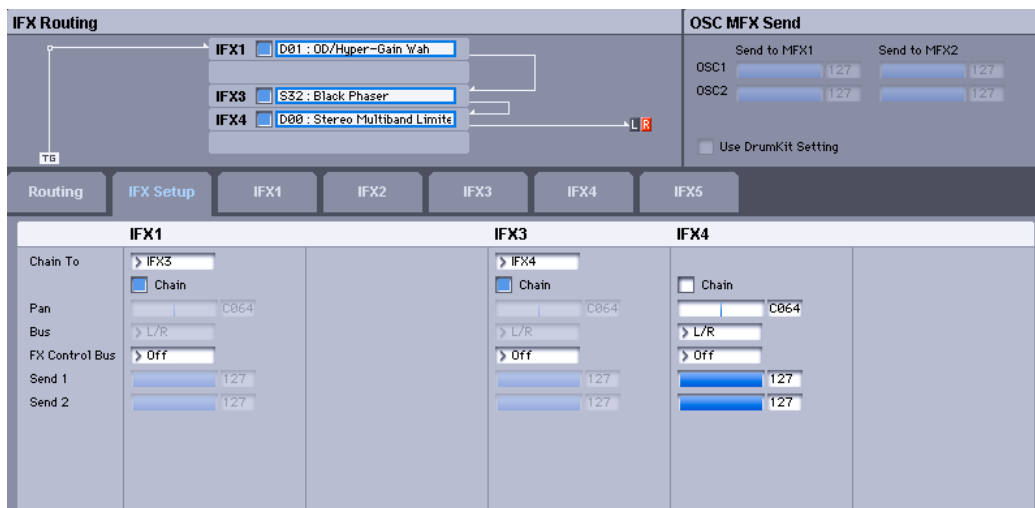 IFX Routing
OSC MFX Send
IFX1 D01 : OD/Hyper-Gain Wah
IFX3 S32 : Black Phaser
IFX4 D00 : Stereo Multiband Limite
TG
L R
Send to MFX1 Send to MFX2
OSC1 127 127
OSC2 127 127
Use DrumKit Setting
Routing IFX Setup IFX1 IFX2 IFX3 IFX4 IFX5
IFX1 IFX3 IFX4
Chain To IFX3 IFX4
Chain Chain Chain
Pan C064 C064 C064
Bus L/R L/R L/R
FX Control Bus Off Off Off
Send 1 127 127 127
Send 2 127 127 127